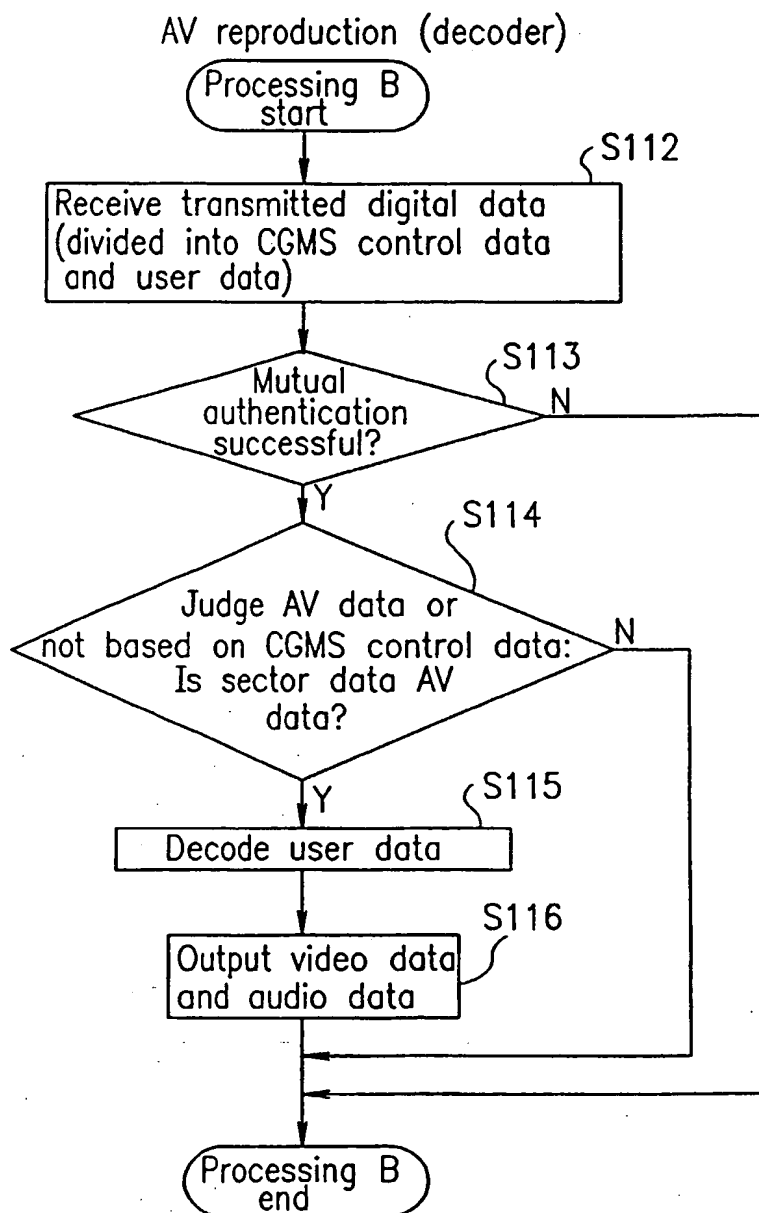 AV reproduction (decoder)
Processing B
start
S112
Receive transmitted digital data
(divided into CGMS control data
and user data)
S113
Mutual
authentication
successful?
N
Y
S114
Judge AV data or
not based on CGMS control data:
Is sector data AV
data?
N
Y
S115
Decode user data
S116
Output video data
and audio data
Processing B
end